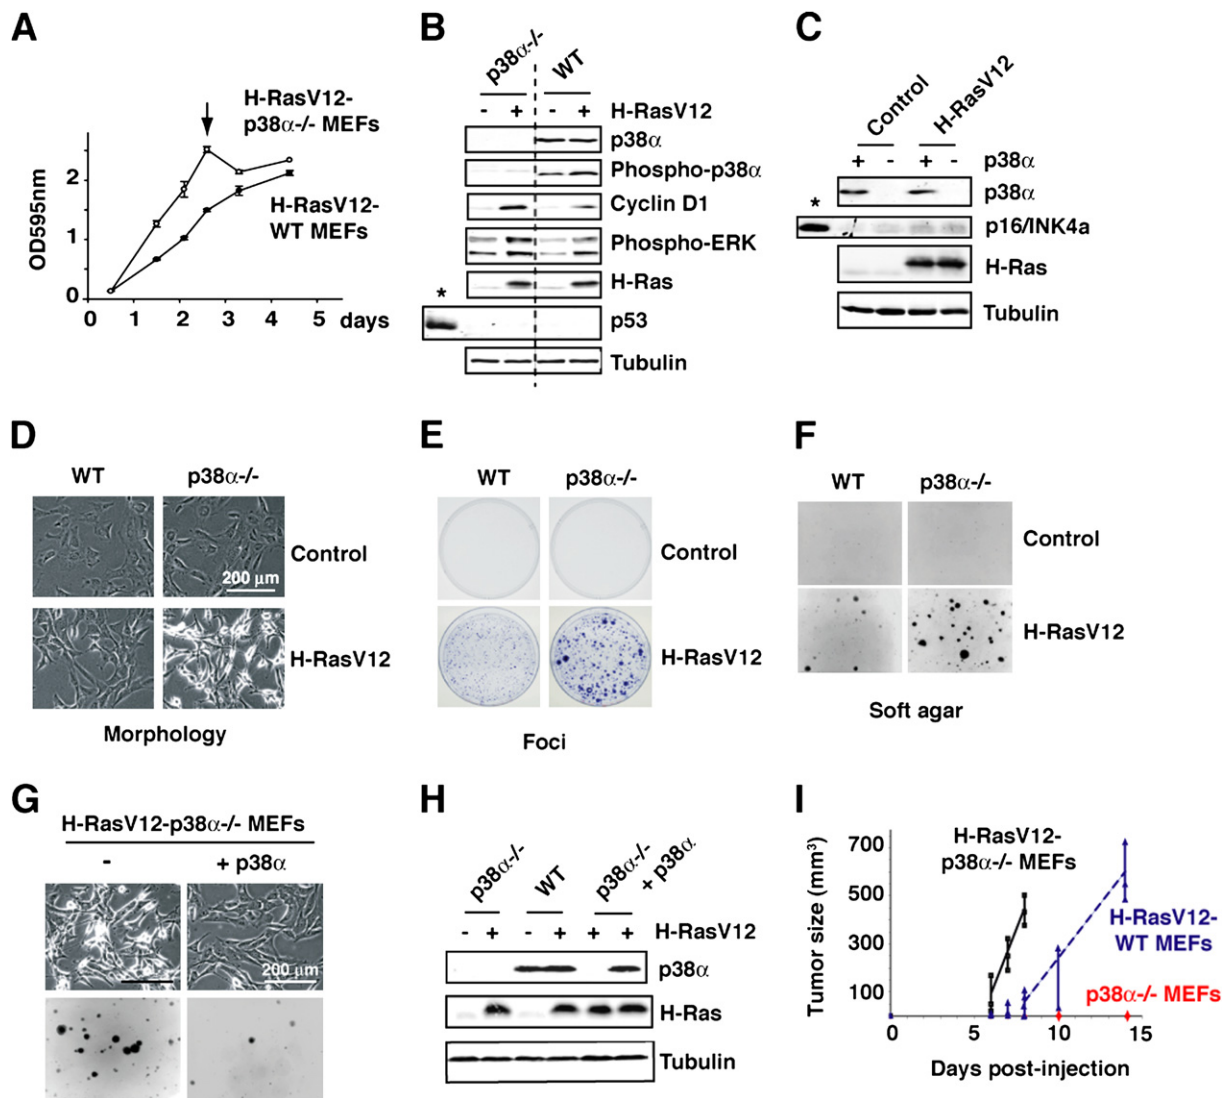 A
H-RasV12-
p38α-/- MEFs
H-RasV12-
WT MEFs
OD595nm
2
1
0
0 1 2 3 4 5 days
B
p38α-/- WT
- + - + H-RasV12
p38α
Phospho-p38α
Cyclin D1
Phospho-ERK
H-Ras
* p53
Tubulin
C
Control H-RasV12
+ - + - p38α
p38α
* p16/INK4a
H-Ras
Tubulin
D
WT p38α-/-
Control
200 µm
H-RasV12
Morphology
E
WT p38α-/-
Control
H-RasV12
Foci
F
WT p38α-/-
Control
H-RasV12
Soft agar
G
H-RasV12-p38α-/- MEFs
- + p38α
200 µm
H
p38α-/- WT p38α-/-
+ p38α
- + - + + + H-RasV12
p38α
H-Ras
Tubulin
I
Tumor size (mm³)
700
500
300
100
H-RasV12-
p38α-/- MEFs
H-RasV12-
WT MEFs
p38α-/- MEFs
0 5 10 15
Days post-injection